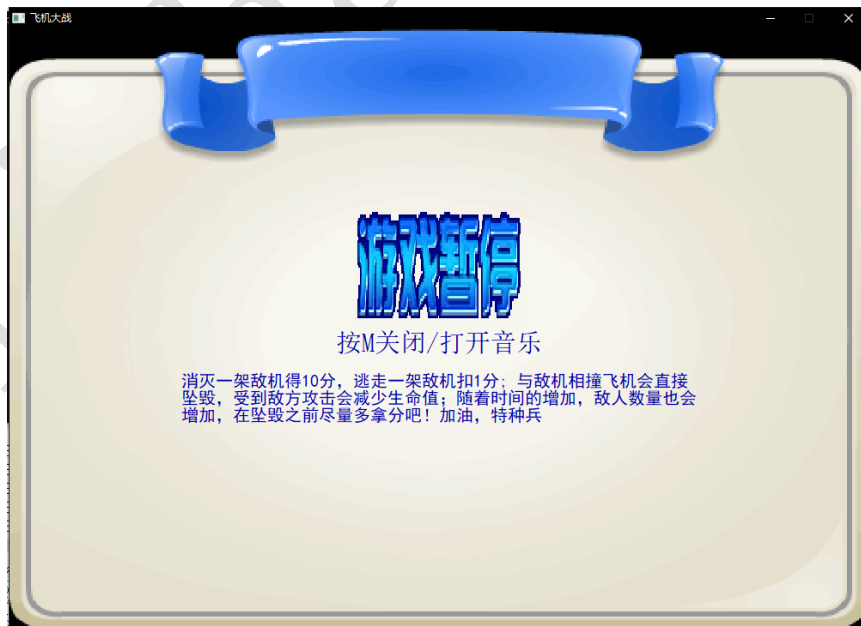 飞机大战
游戏暂停
按M关闭/打开音乐
消灭一架敌机得10分，逃走一架敌机扣1分；与敌机相撞飞机会直接
坠毁，受到敌方攻击会减少生命值；随着时间的增加，敌人数量也会
增加，在坠毁之前尽量多拿分吧！加油，特种兵